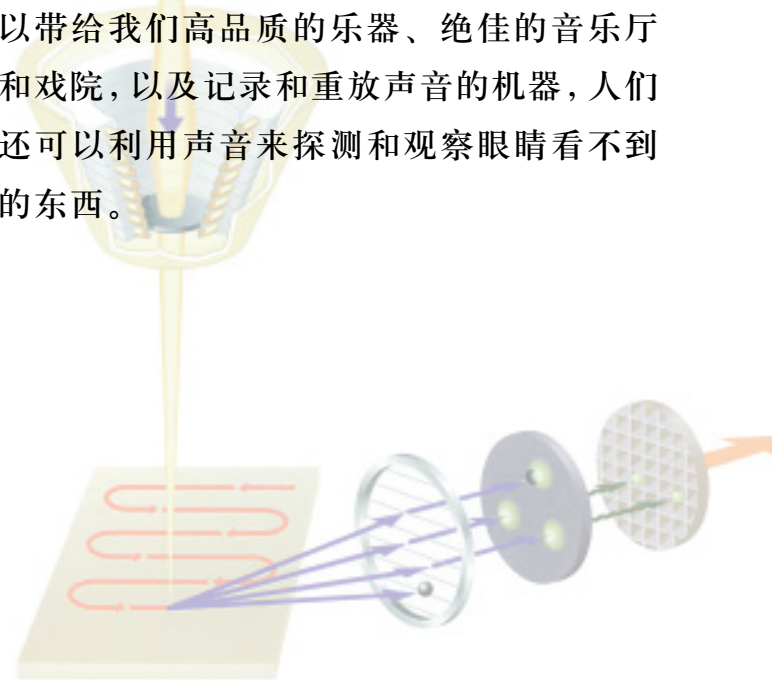 以带给我们高品质的乐器、绝佳的音乐厅
和戏院，以及记录和重放声音的机器，人们
还可以利用声音来探测和观察眼睛看不到
的东西。